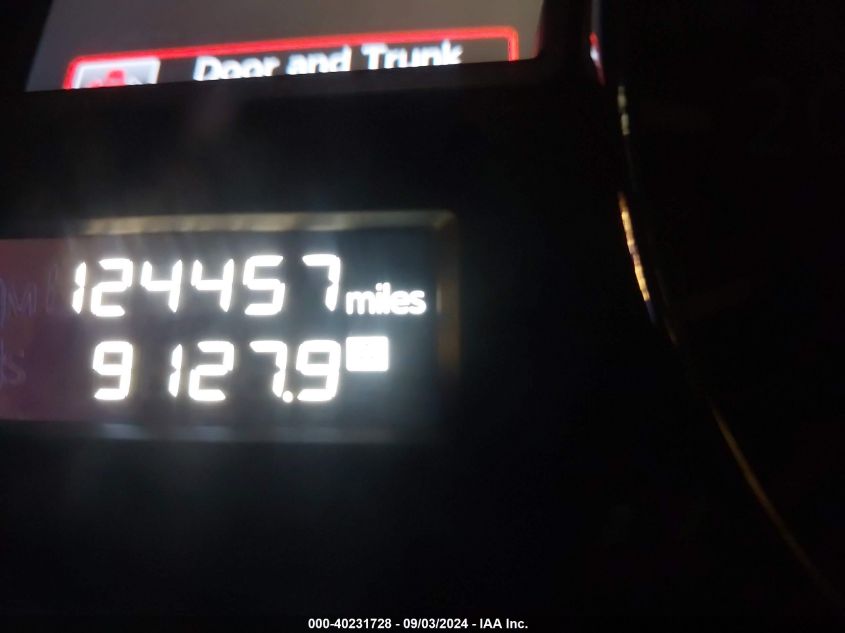 Door and Trunk
124457 miles
9127.9
000-40231728 - 09/03/2024 - IAA Inc.